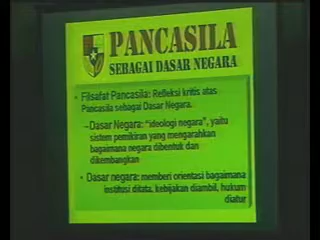 PANCASILA
SEBAGAI DASAR NEGARA
• Filsafat Pancasila: Refleksi kritis atas
Pancasila sebagai Dasar Negara.
–Dasar Negara: “ideologi negara”, yaitu
sistem pemikiran yang mengarahkan
bagaimana negara dibentuk dan
dikembangkan
• Dasar negara: memberi orientasi bagaimana
institusi ditata, kebijakan diambil, hukum
diatur